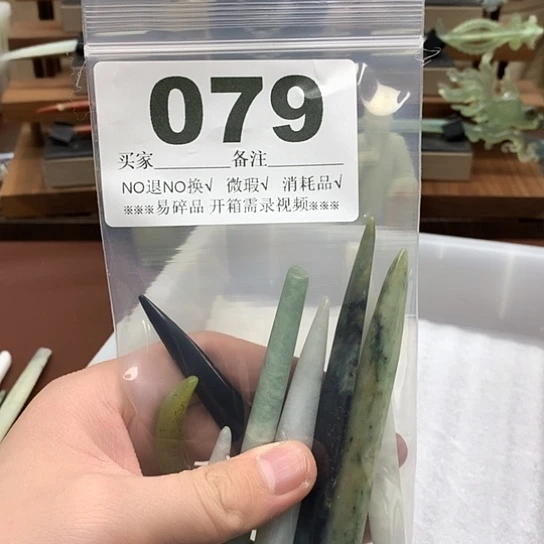 079
买家________备注________
NO退NO换√ 微瑕√ 消耗品√
※※※易碎品 开箱需录视频※※※